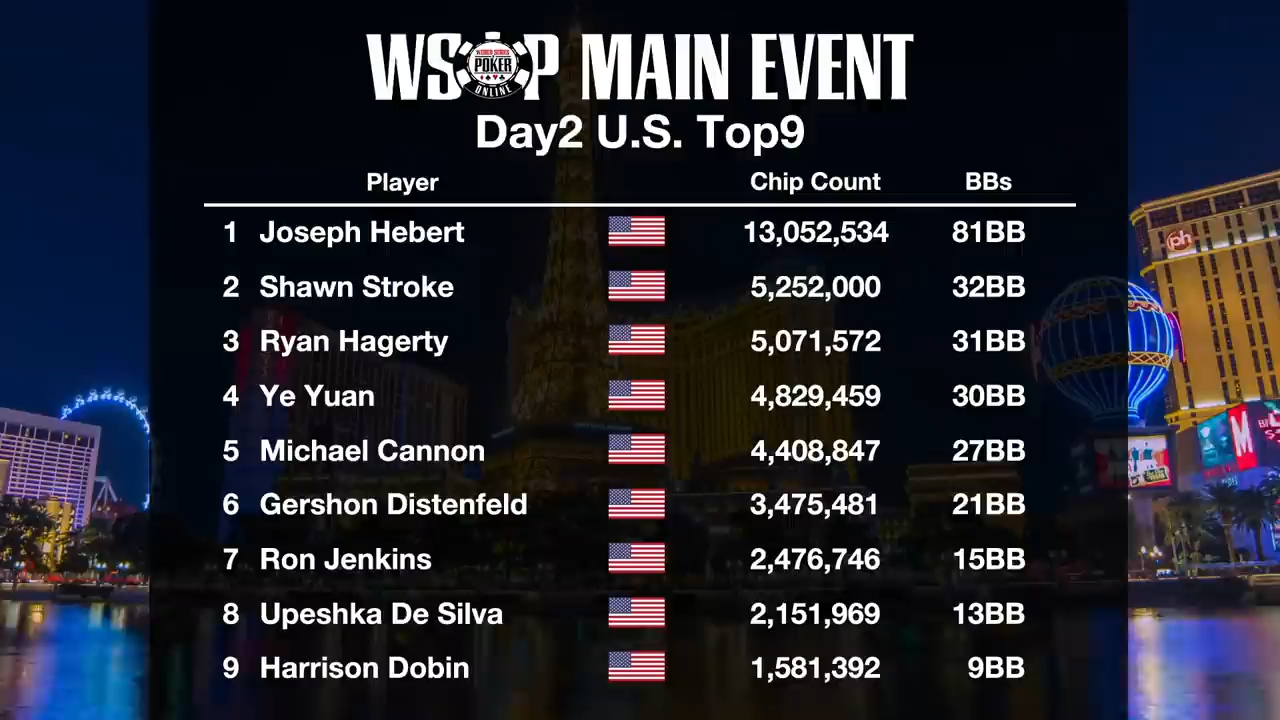 WSOP MAIN EVENT
WORLD SERIES
POKER
ONLINE
Day2 U.S. Top9
Player Chip Count BBs
1 Joseph Hebert 13,052,534 81BB
2 Shawn Stroke 5,252,000 32BB
3 Ryan Hagerty 5,071,572 31BB
4 Ye Yuan 4,829,459 30BB
5 Michael Cannon 4,408,847 27BB
6 Gershon Distenfeld 3,475,481 21BB
7 Ron Jenkins 2,476,746 15BB
8 Upeshka De Silva 2,151,969 13BB
9 Harrison Dobin 1,581,392 9BB
ph
M